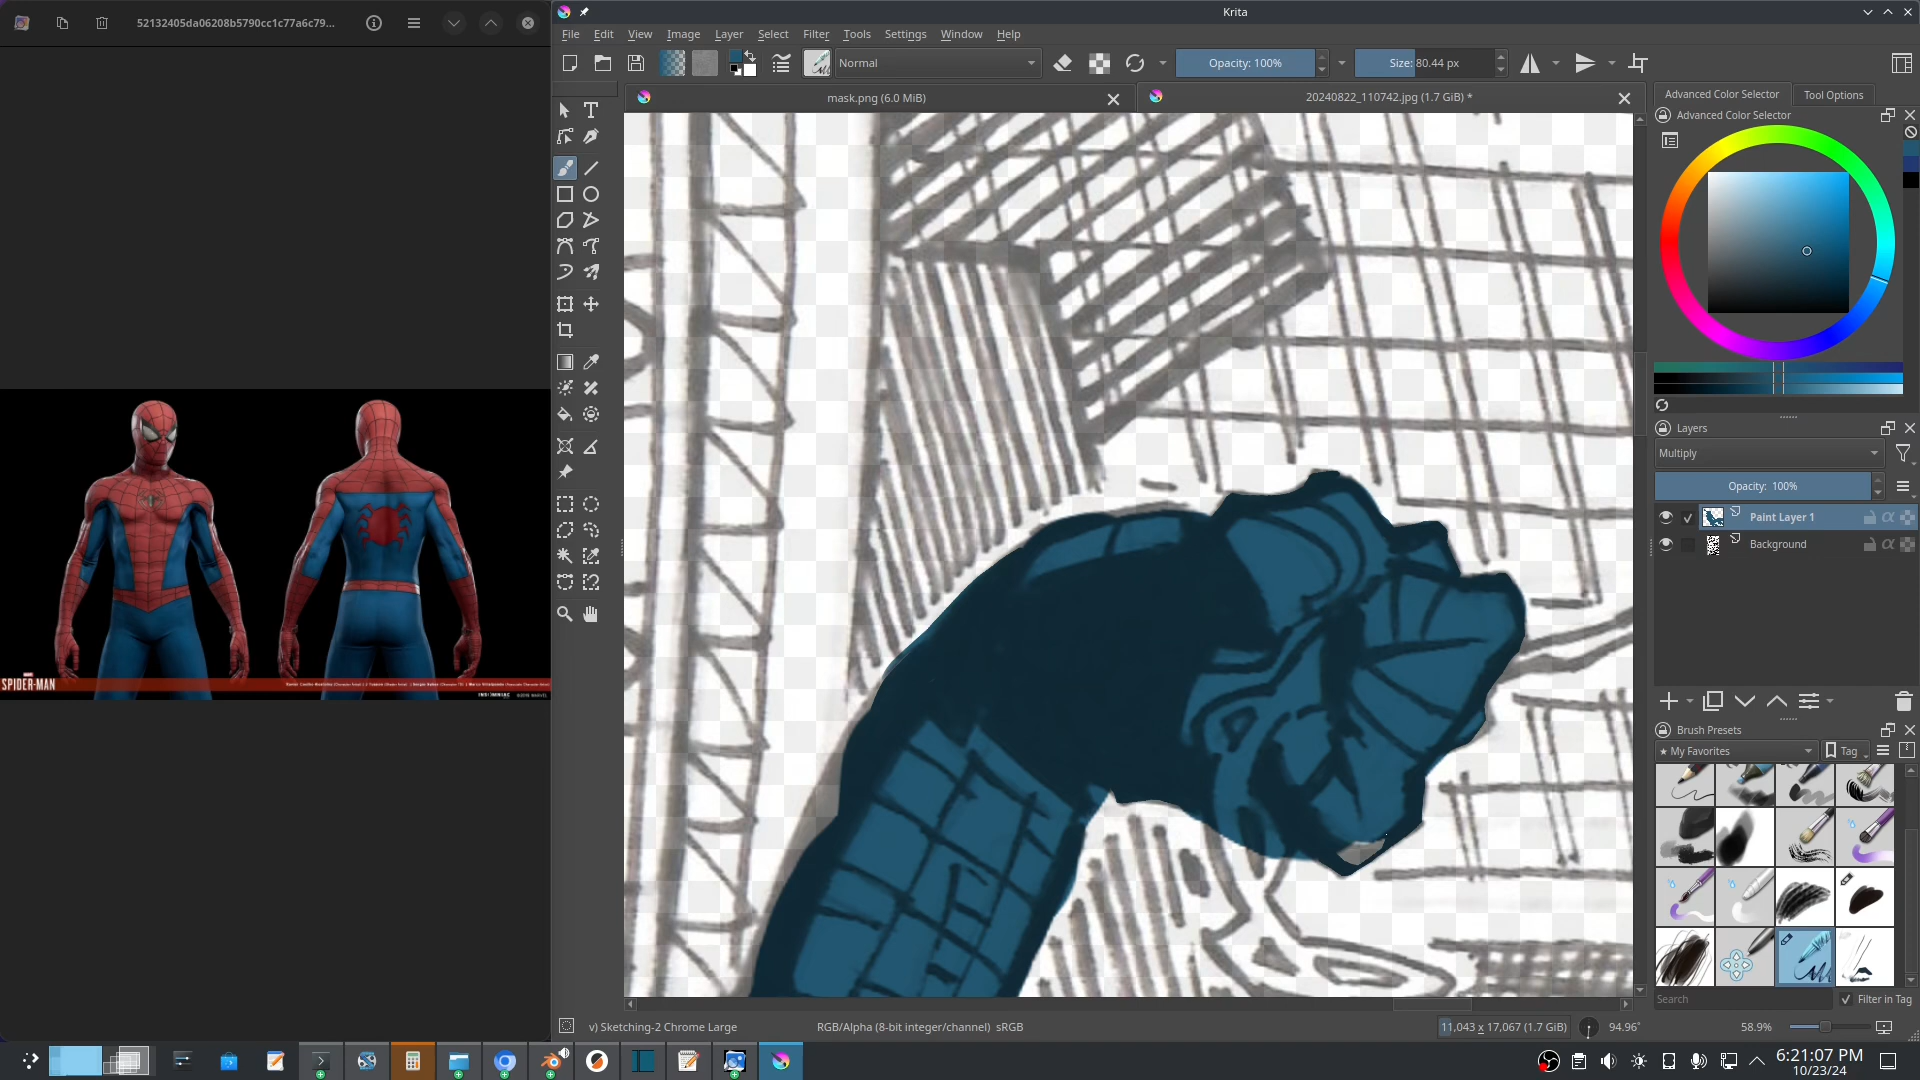 52132405da06208b5790cc1c77a6c79...
Krita
File Edit View Image Layer Select Filter Tools Settings Window Help
Normal
Opacity: 100%
Size: 80.44 px
mask.png (6.0 MiB)
20240822_110742.jpg (1.7 GiB) *
Advanced Color Selector
Tool Options
Advanced Color Selector
Layers
Multiply
Opacity: 100%
Paint Layer 1
Background
Brush Presets
★ My Favorites
Tag
Search
Filter in Tag
MARVEL
SPIDER-MAN
v) Sketching-2 Chrome Large
RGB/Alpha (8-bit integer/channel) sRGB
11,043 x 17,067 (1.7 GiB)
94.96°
58.9%
6:21:07 PM
10/23/24